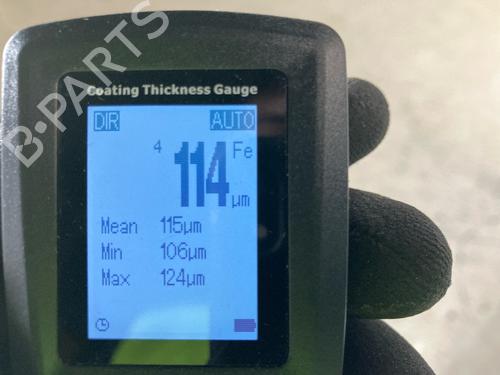 B-PARTS
Coating Thickness Gauge
DIR AUTO
4 114 Fe
µm
Mean 115µm
Min 106µm
Max 124µm